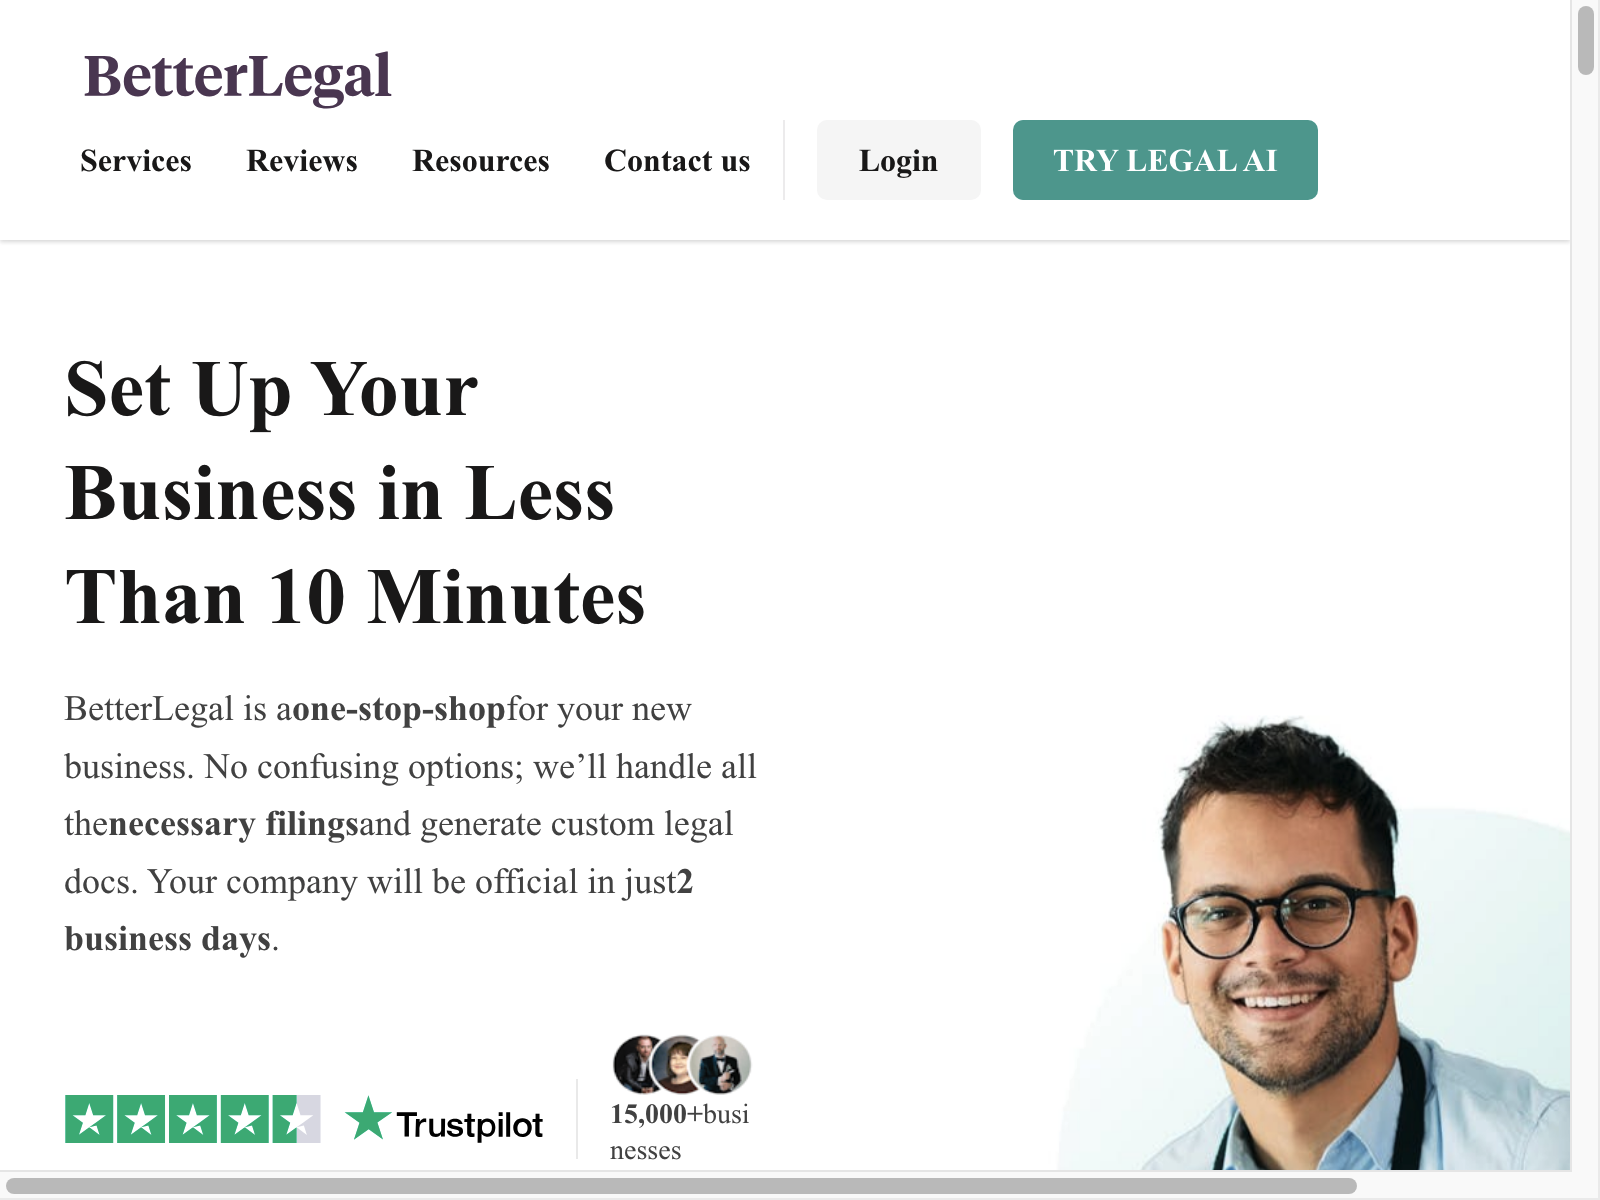 BetterLegal
Services Reviews Resources Contact us Login TRY LEGAL AI
Set Up Your
Business in Less
Than 10 Minutes
BetterLegal is aone-stop-shopfor your new
business. No confusing options; we’ll handle all
thenecessary filingsand generate custom legal
docs. Your company will be official in just2
business days.
Trustpilot
15,000+busi
nesses